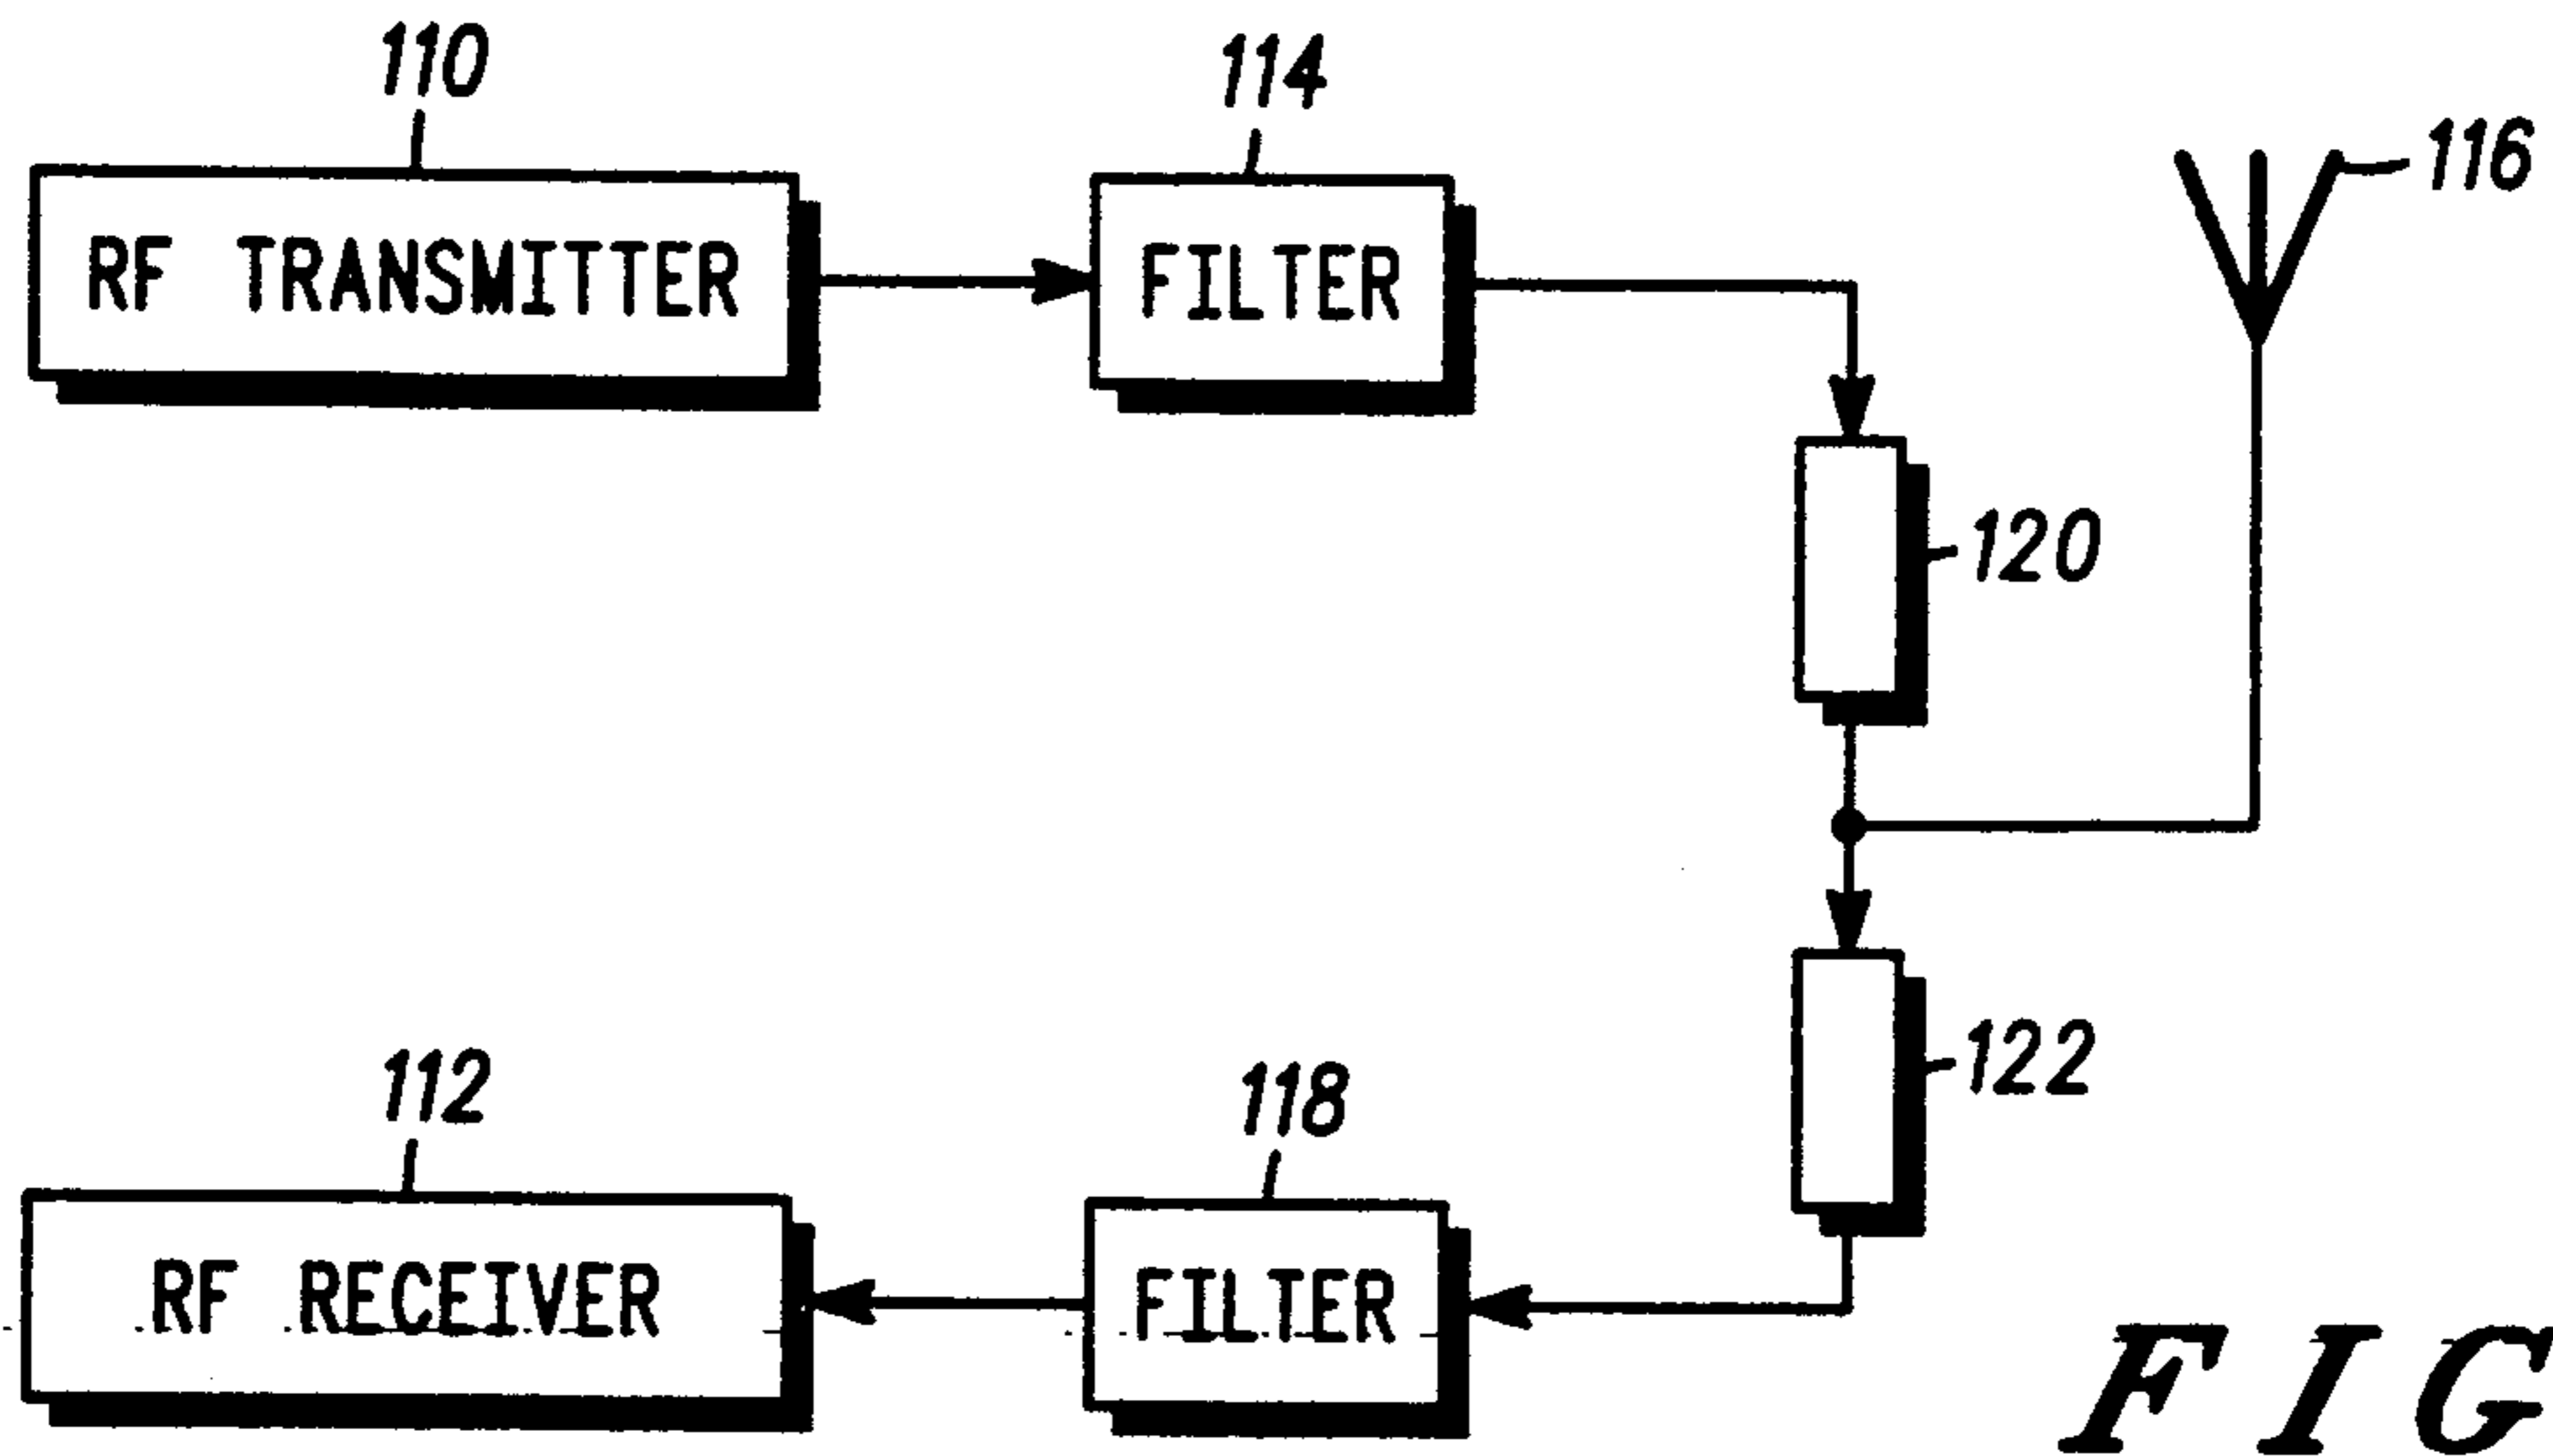 110
114
116
RF TRANSMITTER
FILTER
120
122
112
118
RF RECEIVER
FILTER
FIG